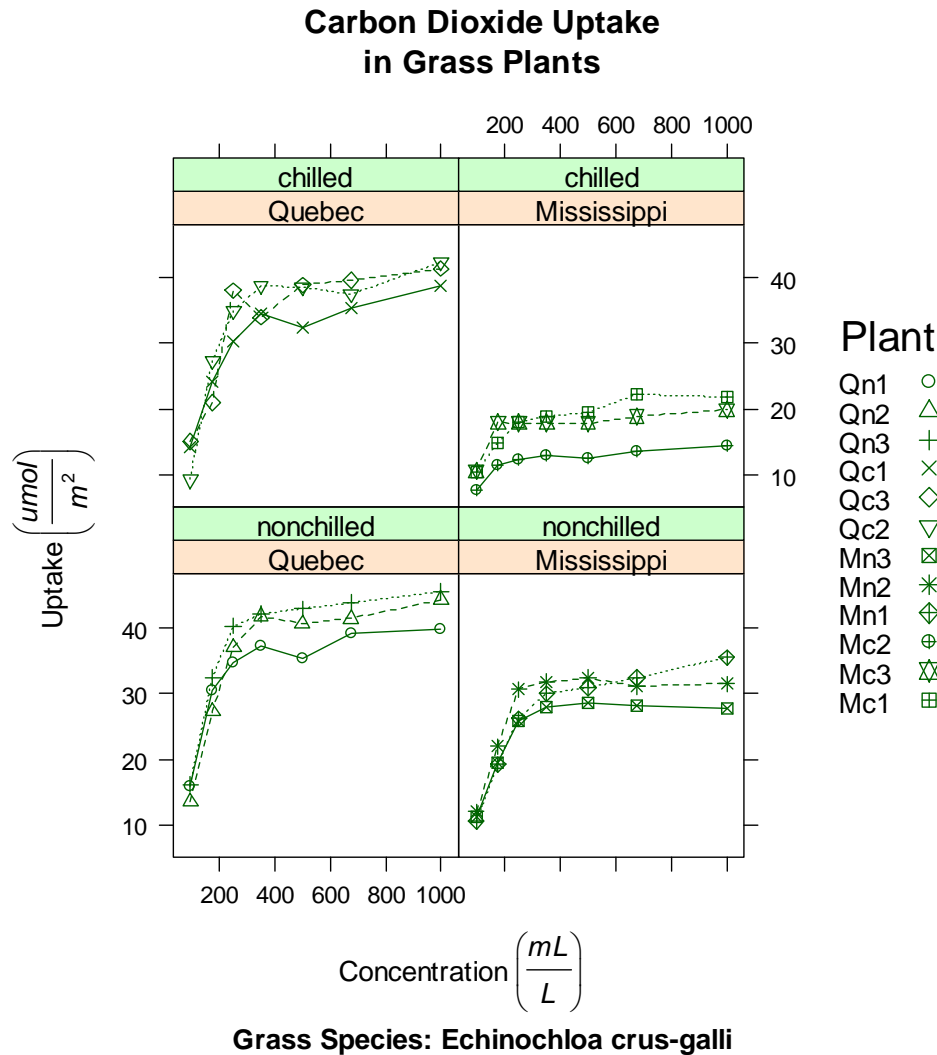 Carbon Dioxide Uptake
in Grass Plants
200 400 600 800 1000
chilled
chilled
Quebec
Mississippi
40
30
20
10
nonchilled
nonchilled
Quebec
Mississippi
40
30
20
10
200 400 600 800 1000
Uptake (umol/m²)
Concentration (mL/L)
Grass Species: Echinochloa crus-galli
Plant
Qn1
Qn2
Qn3
Qc1
Qc3
Qc2
Mn3
Mn2
Mn1
Mc2
Mc3
Mc1